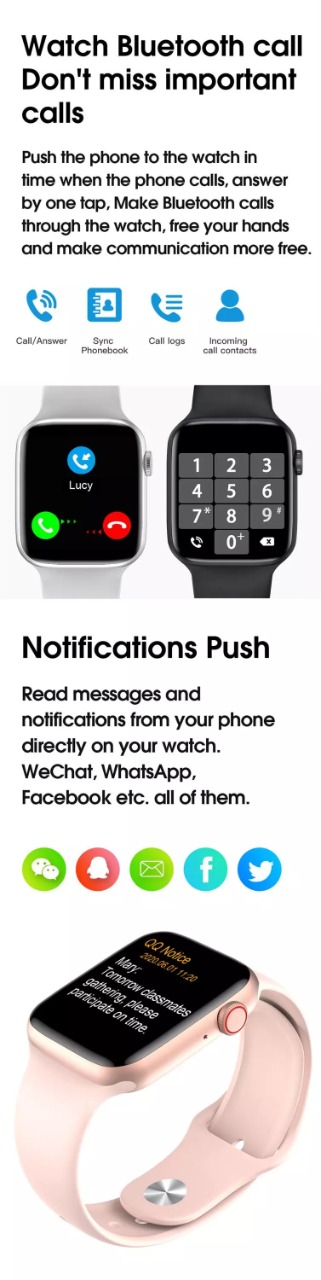 Watch Bluetooth call
Don't miss important
calls
Push the phone to the watch in
time when the phone calls, answer
by one tap, Make Bluetooth calls
through the watch, free your hands
and make communication more free.
Call/Answer
Sync
Phonebook
Call logs
Incoming
call contacts
Lucy
1 2 3
4 5 6
7* 8 9#
0+
Notifications Push
Read messages and
notifications from your phone
directly on your watch.
WeChat, WhatsApp,
Facebook etc. all of them.
QQ Notice
2020.06.01 11:20
Mary:
Tomorrow classmates
gathering, please
participate on time.